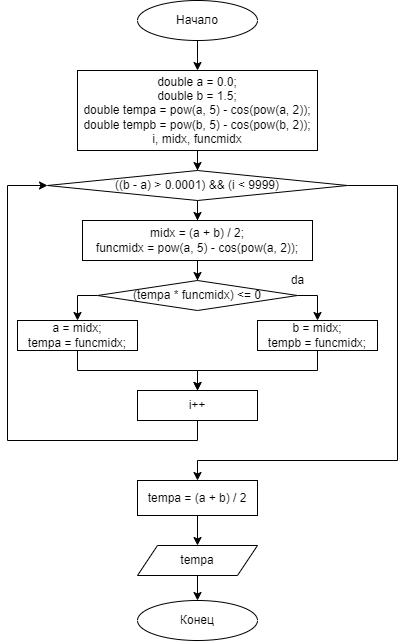 Начало
double a = 0.0;
double b = 1.5;
double tempa = pow(a, 5) - cos(pow(a, 2));
double tempb = pow(b, 5) - cos(pow(b, 2));
i, midx, funcmidx
((b - a) > 0.0001) && (i < 9999)
midx = (a + b) / 2;
funcmidx = pow(a, 5) - cos(pow(a, 2));
da
(tempa * funcmidx) <= 0
a = midx;
tempa = funcmidx;
b = midx;
tempb = funcmidx;
i++
tempa = (a + b) / 2
tempa
Конец